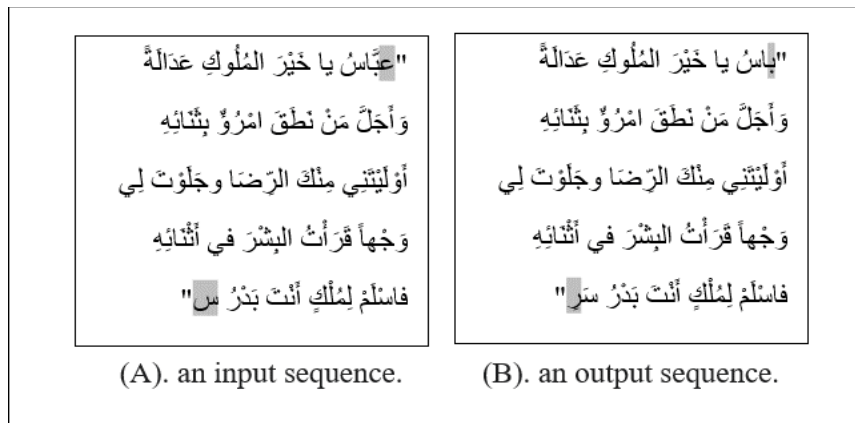 "عبَّاسُ يا خَيْرَ المُلُوكِ عَدَالَةً
وَأَجَلَّ مَنْ نَطَقَ امْرُؤٌ بِثَنَائِهِ
أَوْلَيْتَنِي مِنْكَ الرِّضَا وجَلَوْتَ لِي
وَجْهاً قَرَأْتُ البِشْرَ في أَثْنَائِهِ
فاسْلَمْ لِمُلْكٍ أَنْتَ بَدْرُ س"
(A). an input sequence.
"باسُ يا خَيْرَ المُلُوكِ عَدَالَةً
وَأَجَلَّ مَنْ نَطَقَ امْرُؤٌ بِثَنَائِهِ
أَوْلَيْتَنِي مِنْكَ الرِّضَا وجَلَوْتَ لِي
وَجْهاً قَرَأْتُ البِشْرَ في أَثْنَائِهِ
فاسْلَمْ لِمُلْكٍ أَنْتَ بَدْرُ سَرِ"
(B). an output sequence.